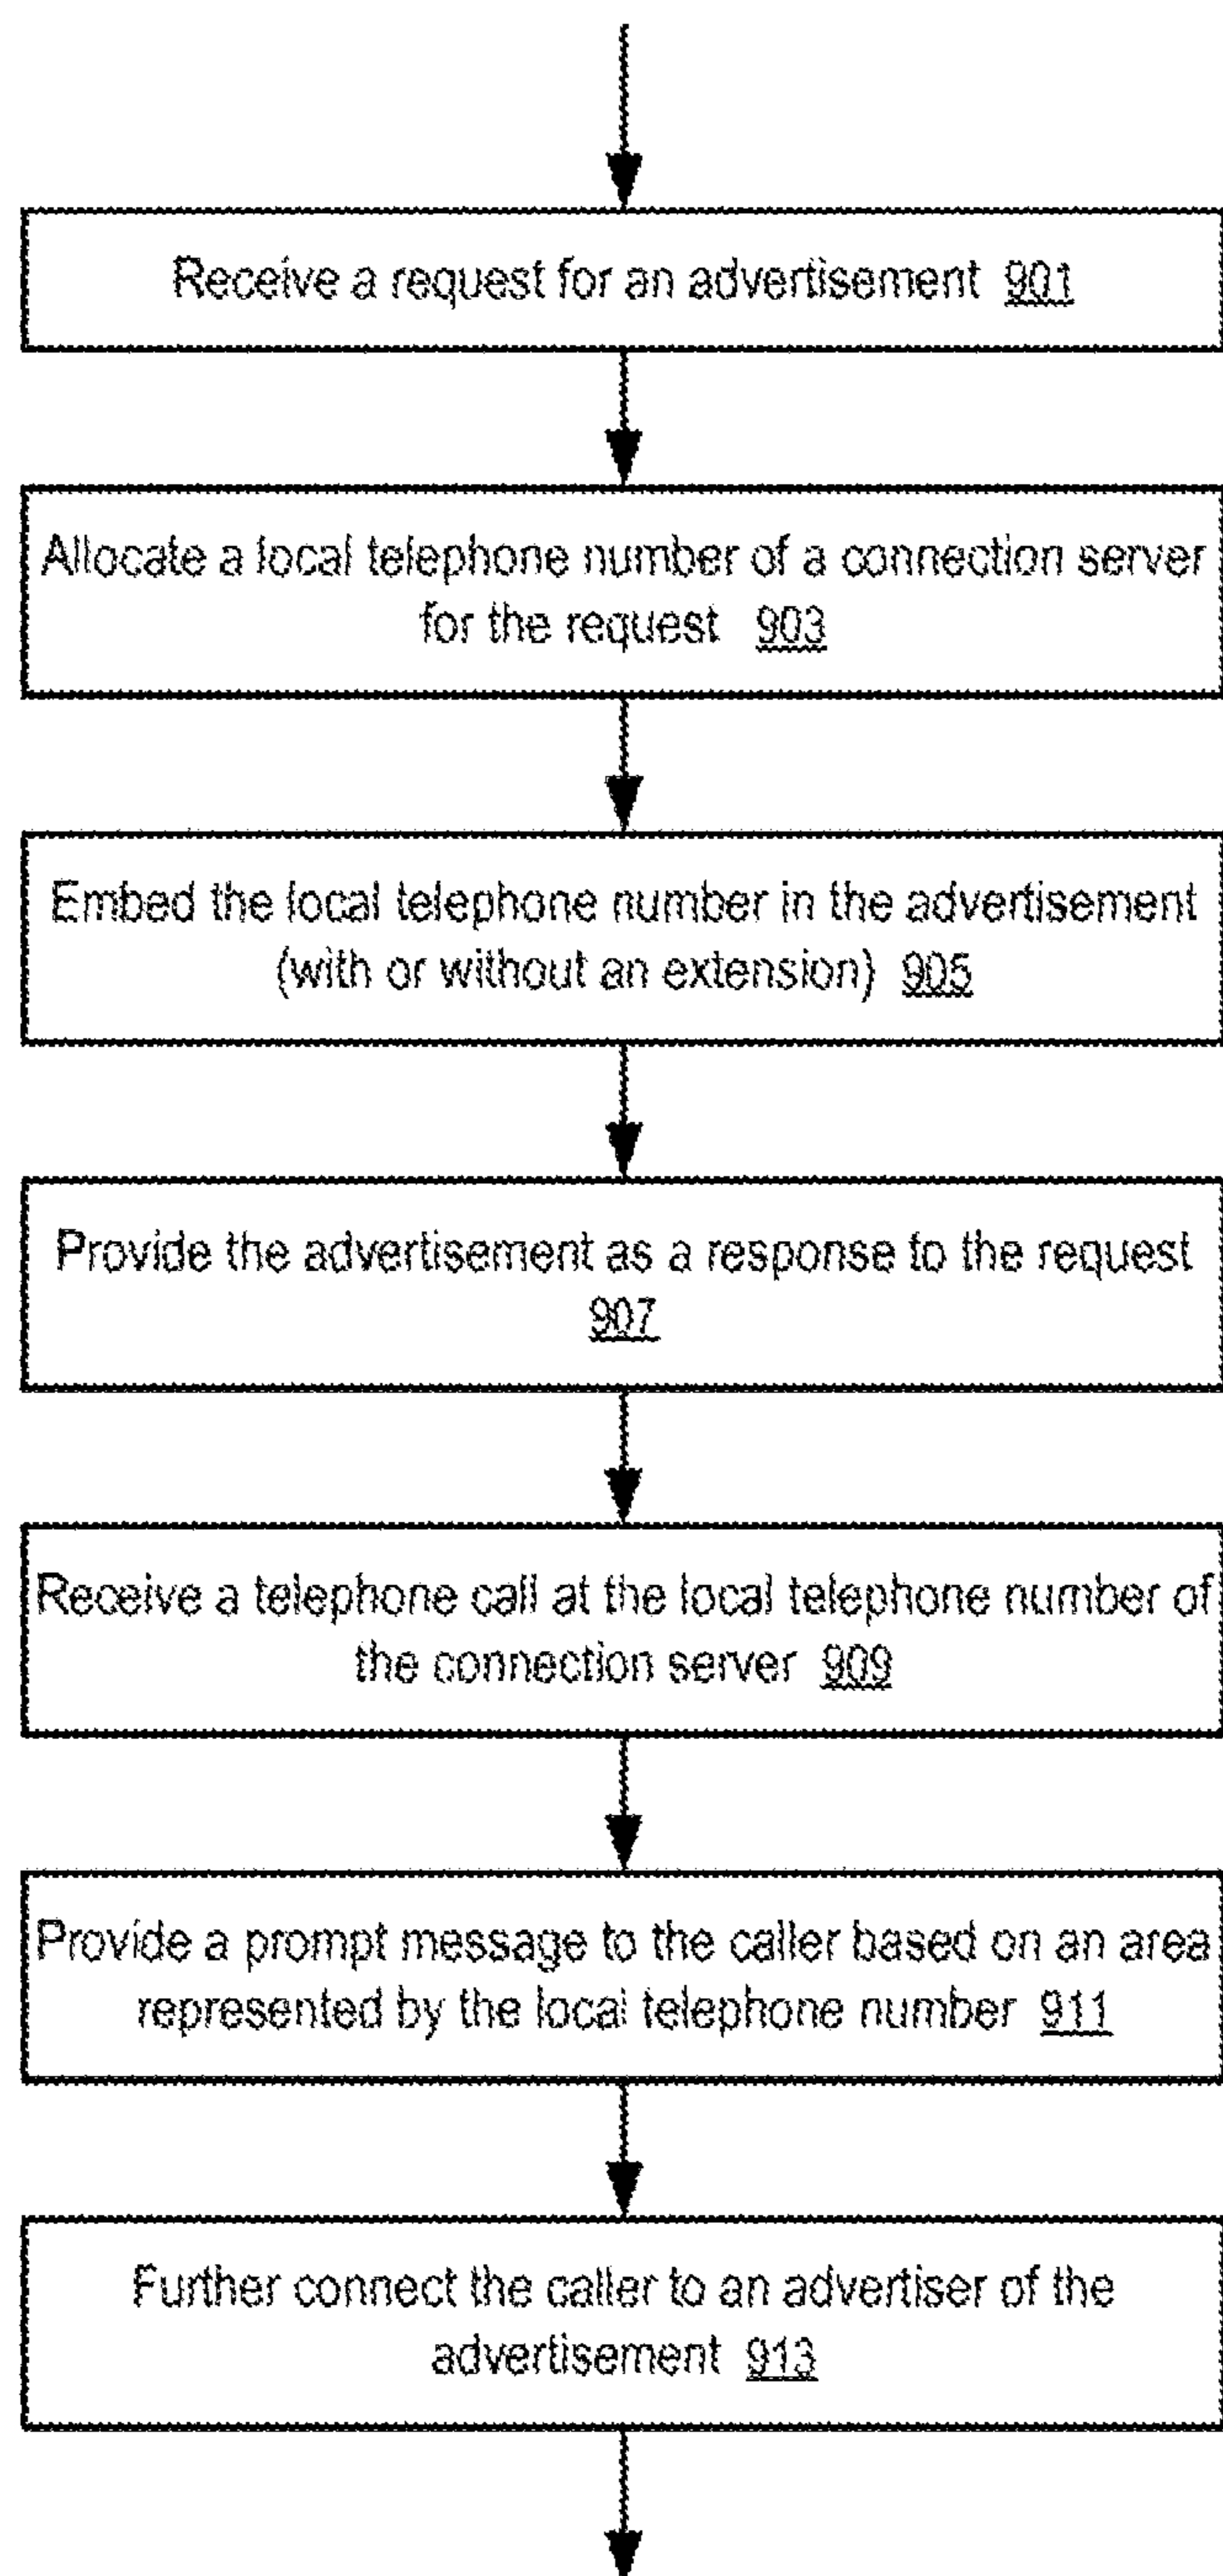 Receive a request for an advertisement 901
Allocate a local telephone number of a connection server
for the request 903
Embed the local telephone number in the advertisement
(with or without an extension) 905
Provide the advertisement as a response to the request
907
Receive a telephone call at the local telephone number of
the connection server 909
Provide a prompt message to the caller based on an area
represented by the local telephone number 911
Further connect the caller to an advertiser of the
advertisement 913